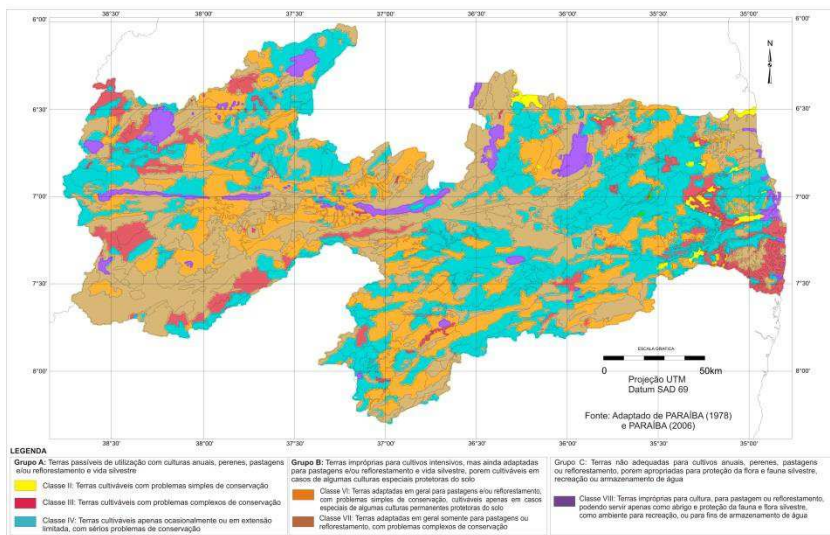 38°30' 38°00' 37°30' 37°00' 36°30' 36°00' 35°30' 35°00'
6°00' 6°00'
N
6°30' 6°30'
7°00' 7°00'
7°30' 7°30'
8°00'
ESCALA GRÁFICA
0 50km
Projeção UTM
Datum SAD 69
6°00'
Fonte: Adaptado de PARAÍBA (1978)
e PARAÍBA (2006)
38°30' 38°00' 37°30' 37°00' 36°30' 36°00' 35°30' 35°00'
LEGENDA
Grupo A: Terras passíveis de utilização com culturas anuais, perenes, pastagens
e/ou reflorestamento e vida silvestre
Classe II: Terras cultiváveis com problemas simples de conservação
Classe III: Terras cultiváveis com problemas complexos de conservação
Classe IV: Terras cultiváveis apenas ocasionalmente ou em extensão
limitada, com sérios problemas de conservação
Grupo B: Terras impróprias para cultivos intensivos, mas ainda adaptadas
para pastagens e/ou reflorestamento e vida silvestre, porem cultiváveis em
casos de algumas culturas especiais protetoras do solo
Classe VI: Terras adaptadas em geral para pastagens e/ou reflorestamento,
com problemas simples de conservação, cultiváveis apenas em casos
especiais de algumas culturas permanentes protetoras do solo
Classe VII: Terras adaptadas em geral somente para pastagens ou
reflorestamento, com problemas complexos de conservação
Grupo C: Terras não adequadas para cultivos anuais, perenes, pastagens
ou reflorestamento, porem apropriadas para proteção da flora e fauna silvestre,
recreação ou armazenamento de água
Classe VIII: Terras impróprias para cultura, para pastagem ou reflorestamento,
podendo servir apenas como abrigo e proteção da fauna e flora silvestre,
como ambiente para recreação, ou para fins de armazenamento de água